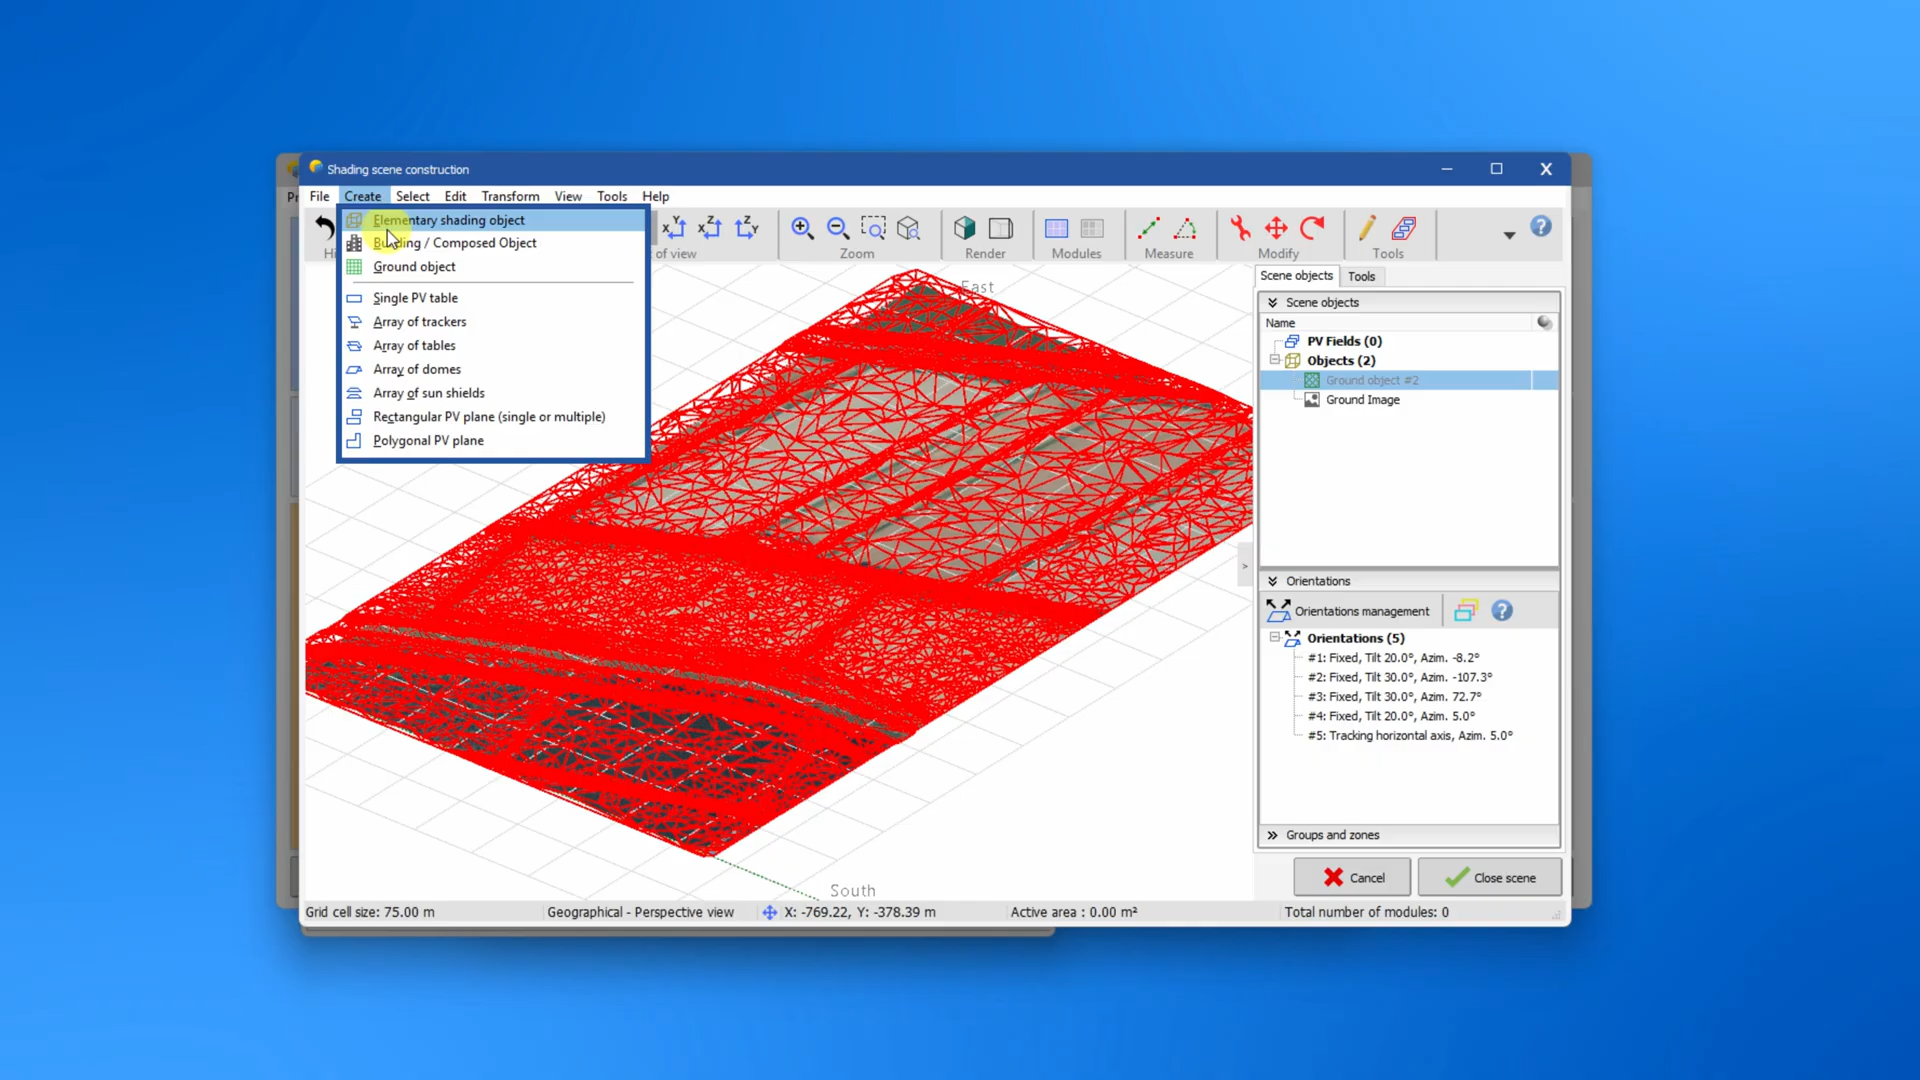 Shading scene construction
File Create Select Edit Transform View Tools Help
Elementary shading object
Building / Composed Object
Ground object
Single PV table
Array of trackers
Array of tables
Array of domes
Array of sun shields
Rectangular PV plane (single or multiple)
Polygonal PV plane
of view
Zoom
Render
Modules
Measure
Modify
Tools
East
South
Scene objects Tools
Scene objects
Name
PV Fields (0)
Objects (2)
Ground object #2
Ground Image
Orientations
Orientations management
Orientations (5)
#1: Fixed, Tilt 20.0°, Azim. -8.2°
#2: Fixed, Tilt 30.0°, Azim. -107.3°
#3: Fixed, Tilt 30.0°, Azim. 72.7°
#4: Fixed, Tilt 20.0°, Azim. 5.0°
#5: Tracking horizontal axis, Azim. 5.0°
Groups and zones
Cancel Close scene
Grid cell size: 75.00 m Geographical - Perspective view X: -769.22, Y: -378.39 m Active area : 0.00 m² Total number of modules: 0